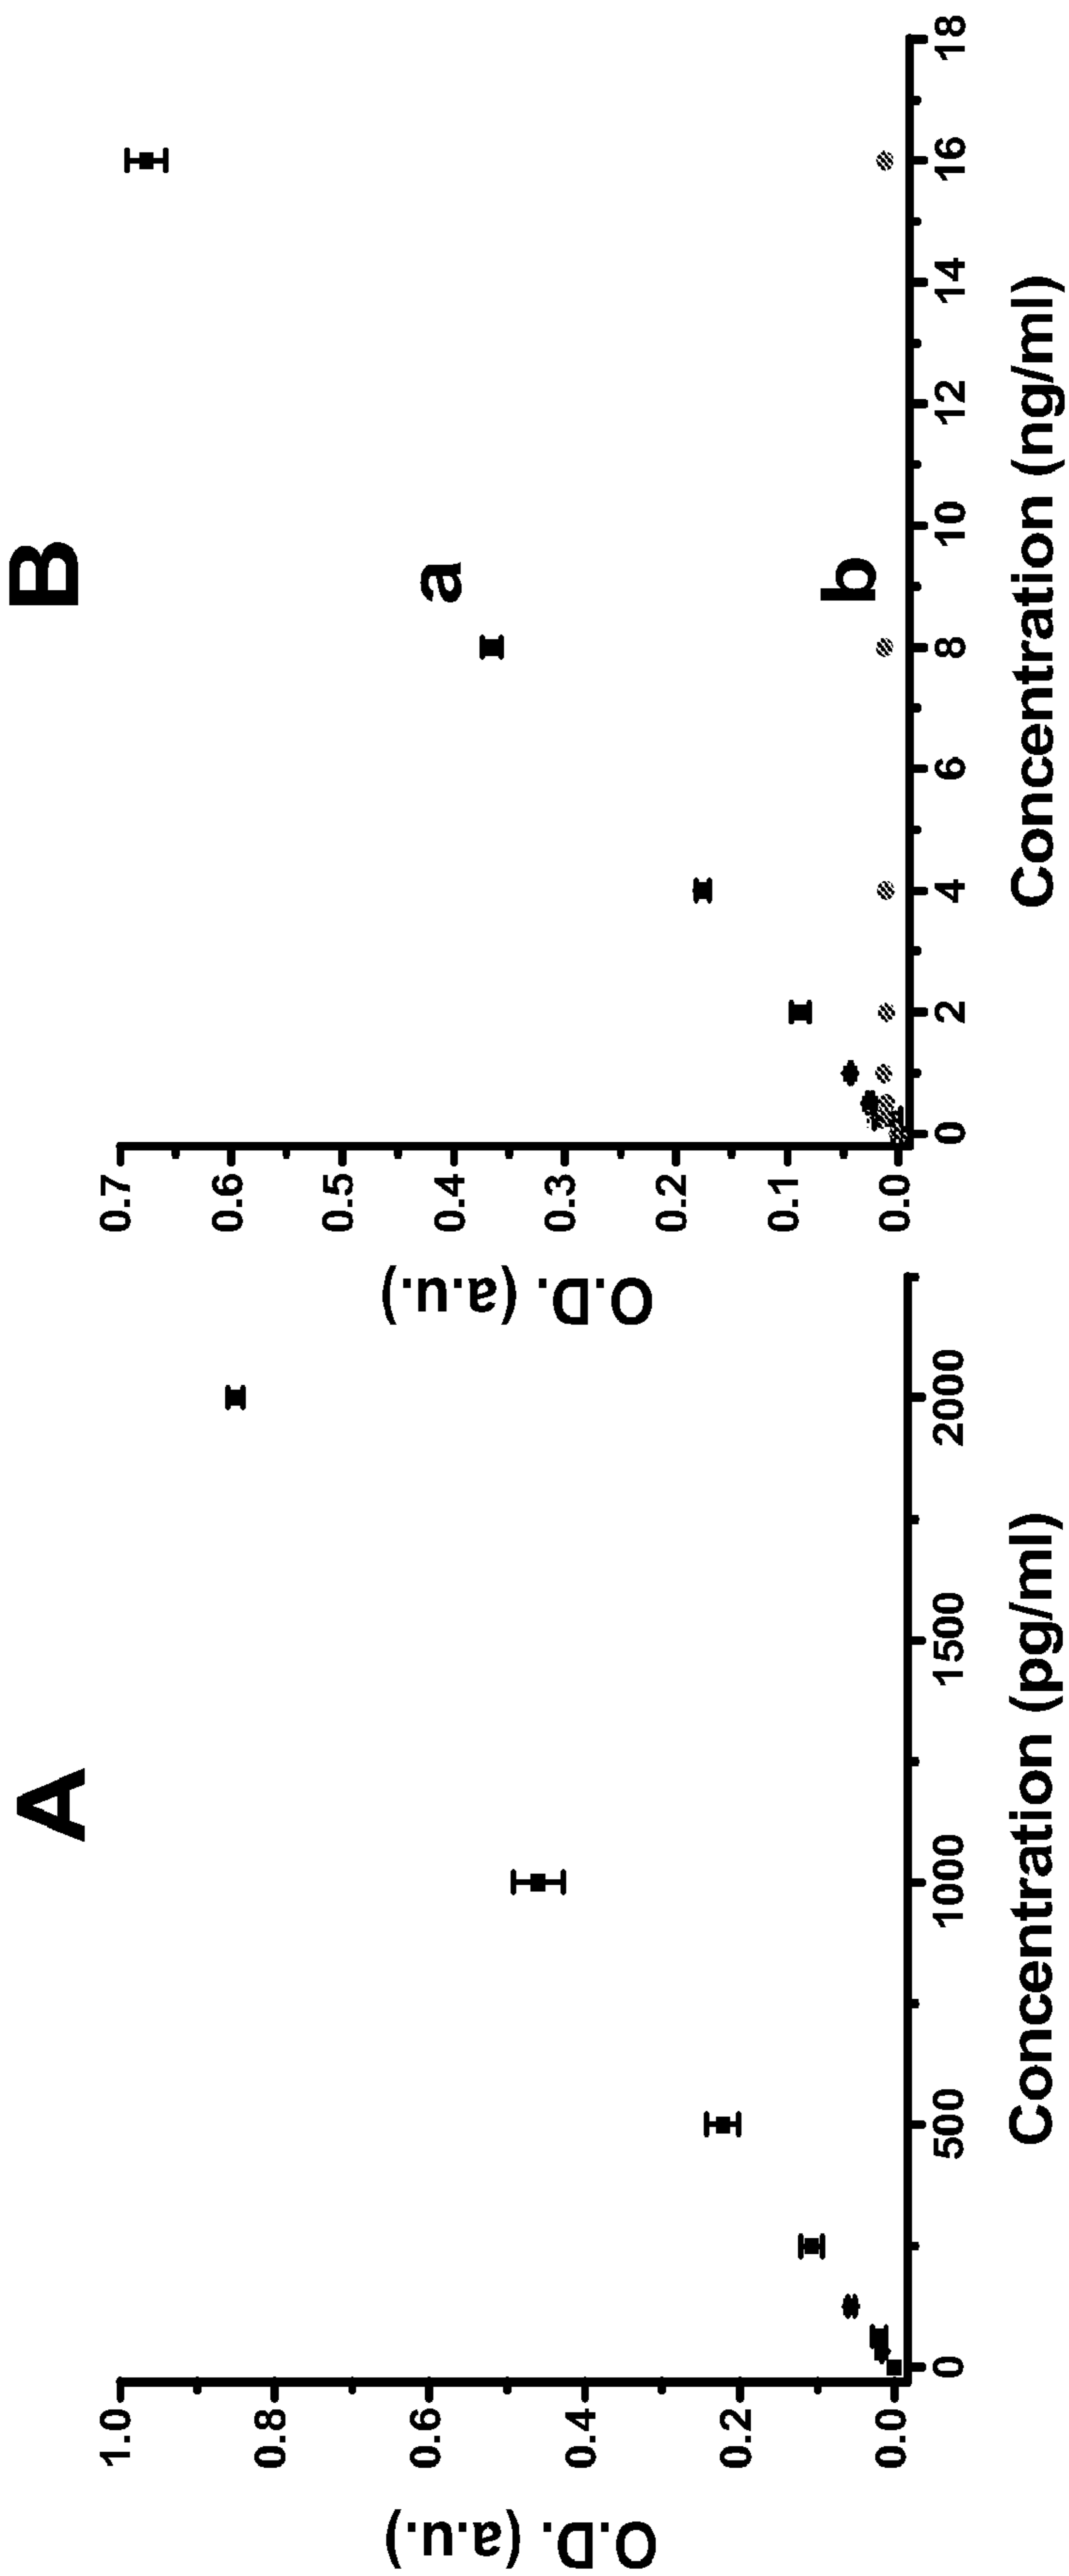 A
O.D. (a.u.)
1.0
0.8
0.6
0.4
0.2
0.0
0 500 1000 1500 2000
Concentration (pg/ml)
B
O.D. (a.u.)
0.7
0.6
0.5
0.4
0.3
0.2
0.1
0.0
a
b
0 2 4 6 8 10 12 14 16 18
Concentration (ng/ml)